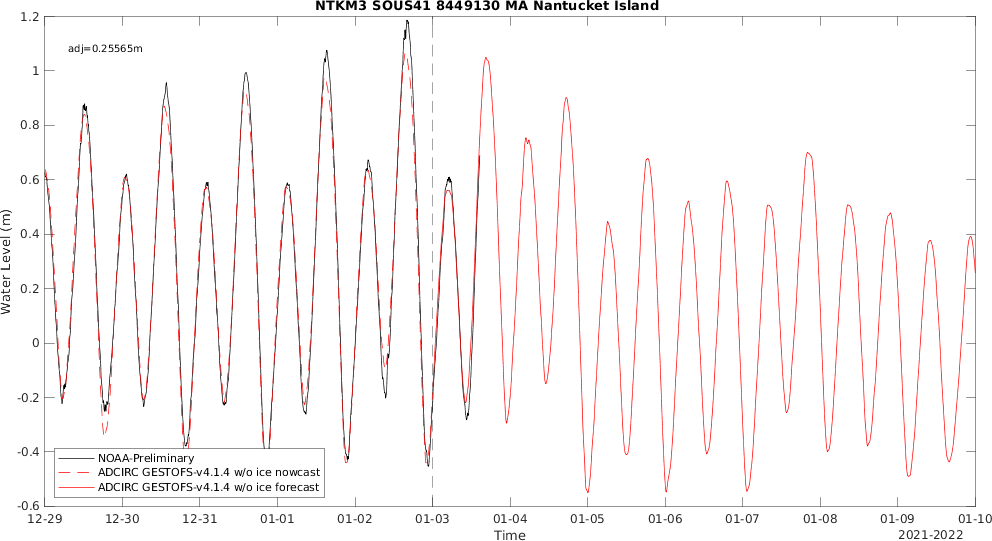 NTKM3 SOUS41 8449130 MA Nantucket Island
adj=0.25565m
1.2
1
0.8
0.6
0.4
0.2
0
-0.2
-0.4
-0.6
Water Level (m)
NOAA-Preliminary
ADCIRC GESTOFS-v4.1.4 w/o ice nowcast
ADCIRC GESTOFS-v4.1.4 w/o ice forecast
12-29 12-30 12-31 01-01 01-02 01-03 01-04 01-05 01-06 01-07 01-08 01-09 01-10
Time
2021-2022